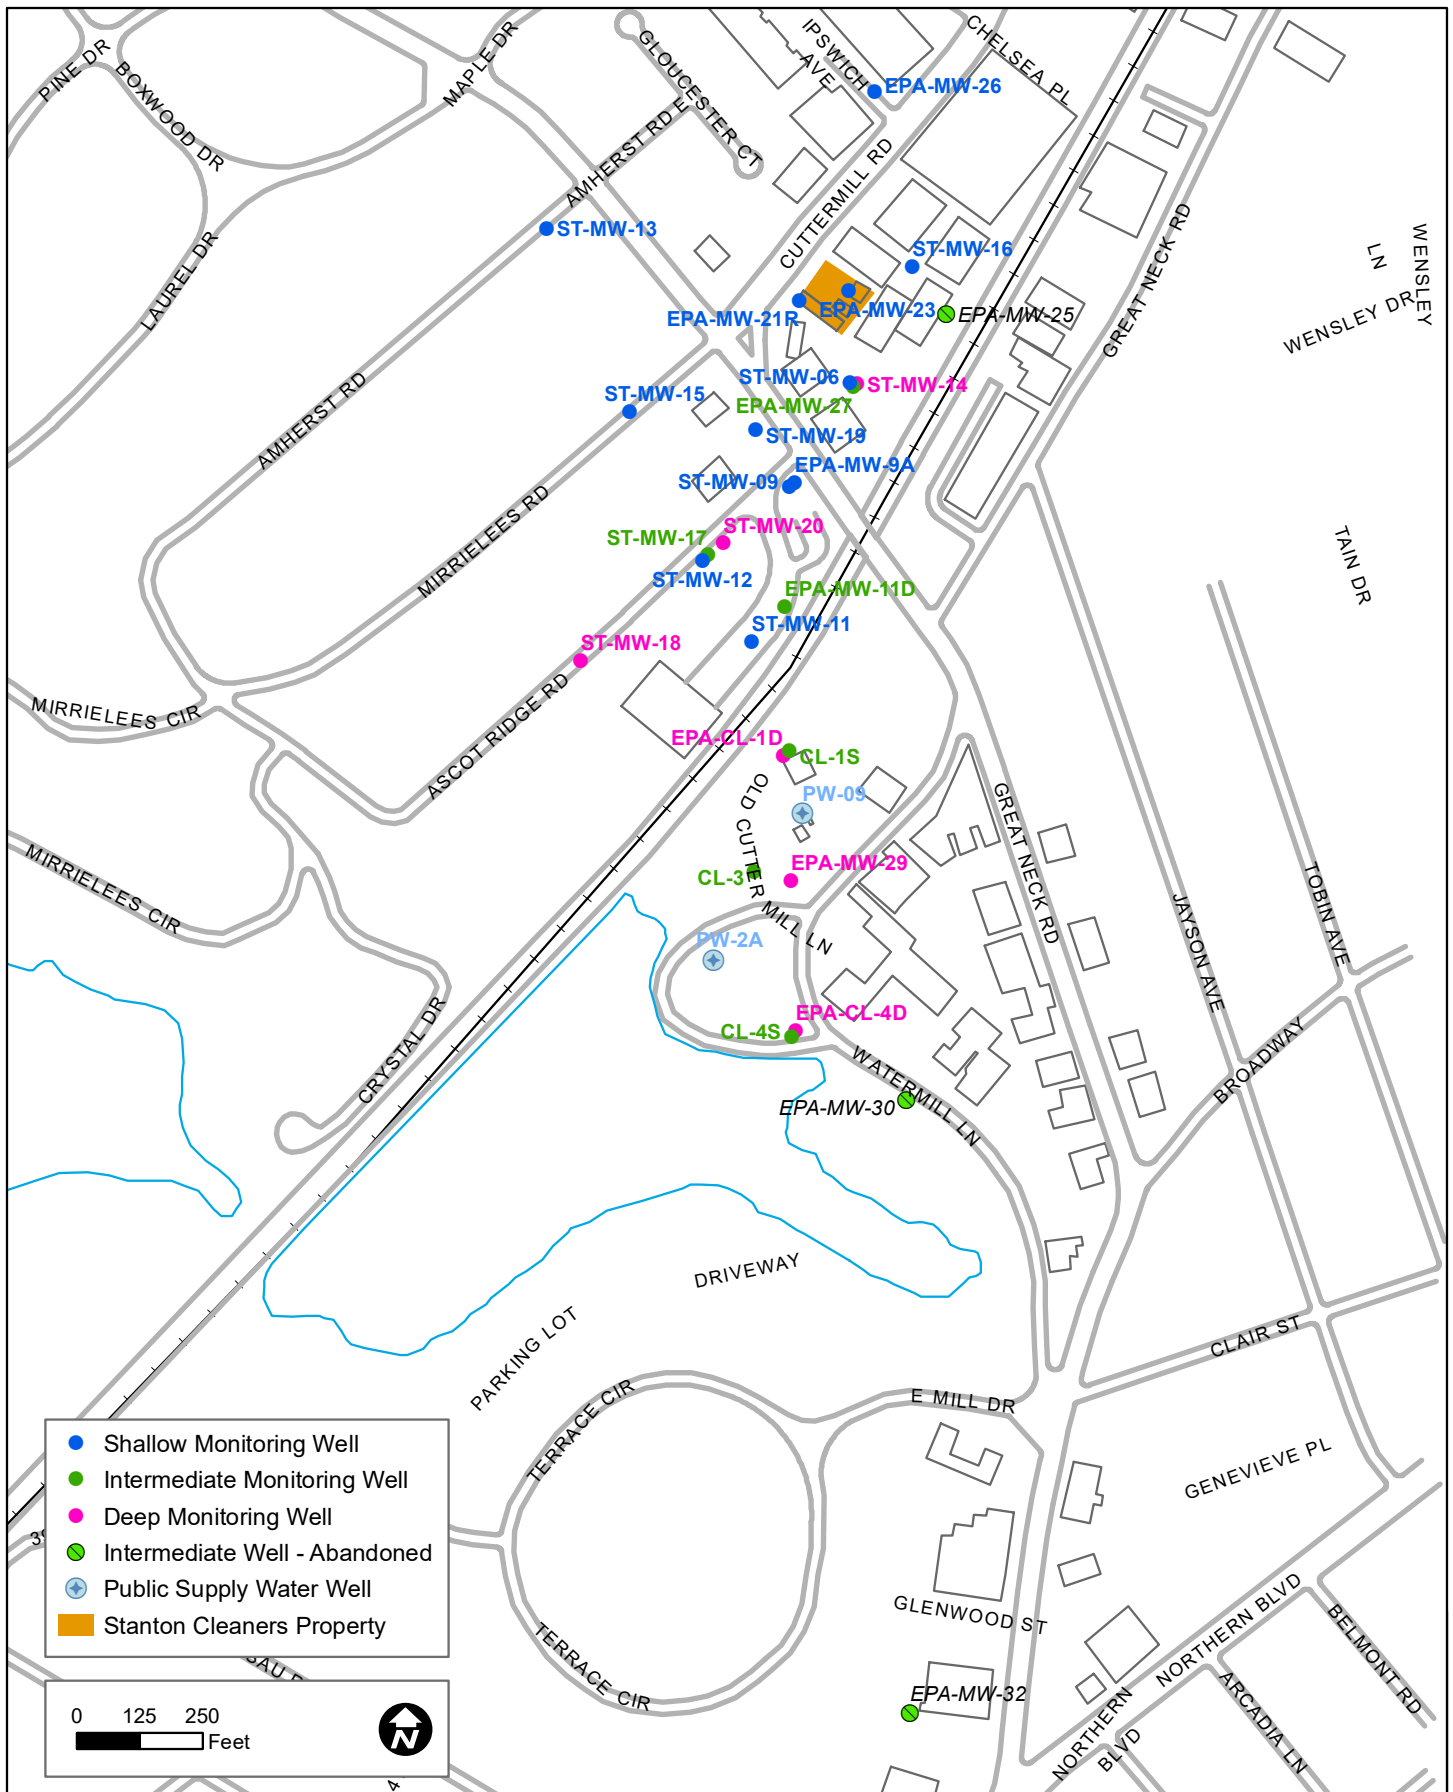 PINE DR
BOXWOOD DR
MAPLE DR
GLOUCESTER CT
IPSWICH
AVE
CHELSEA PL
EPA-MW-26
AMHERST RD E
CUTTERMILL RD
ST-MW-13
LAUREL DR
ST-MW-16
GREAT NECK RD
WENSLEY
LN
WENSLEY DR
EPA-MW-21R
EPA-MW-23
EPA-MW-25
ST-MW-06
ST-MW-14
EPA-MW-27
ST-MW-15
ST-MW-19
AMHERST RD
EPA-MW-9A
ST-MW-09
MIRRIELEES RD
ST-MW-20
ST-MW-17
ST-MW-12
TAIN DR
EPA-MW-11D
ST-MW-11
ST-MW-18
MIRRIELEES CIR
ASCOT RIDGE RD
EPA-CL-1D
CL-1S
OLD CUTTER MILL LN
PW-09
GREAT NECK RD
EPA-MW-29
CL-3
MIRRIELEES CIR
JAYSON AVE
TOBIN AVE
PW-2A
EPA-CL-4D
CL-4S
CRYSTAL DR
WATERMILL LN
BROADWAY
EPA-MW-30
DRIVEWAY
PARKING LOT
CLAIR ST
TERRACE CIR
E MILL DR
GENEVIEVE PL
Shallow Monitoring Well
Intermediate Monitoring Well
Deep Monitoring Well
Intermediate Well - Abandoned
Public Supply Water Well
Stanton Cleaners Property
GLENWOOD ST
NORTHERN BLVD
BELMONT RD
TERRACE CIR
EPA-MW-32
ARCADIA LN
NORTHERN
BLVD
0 125 250
Feet
N
4